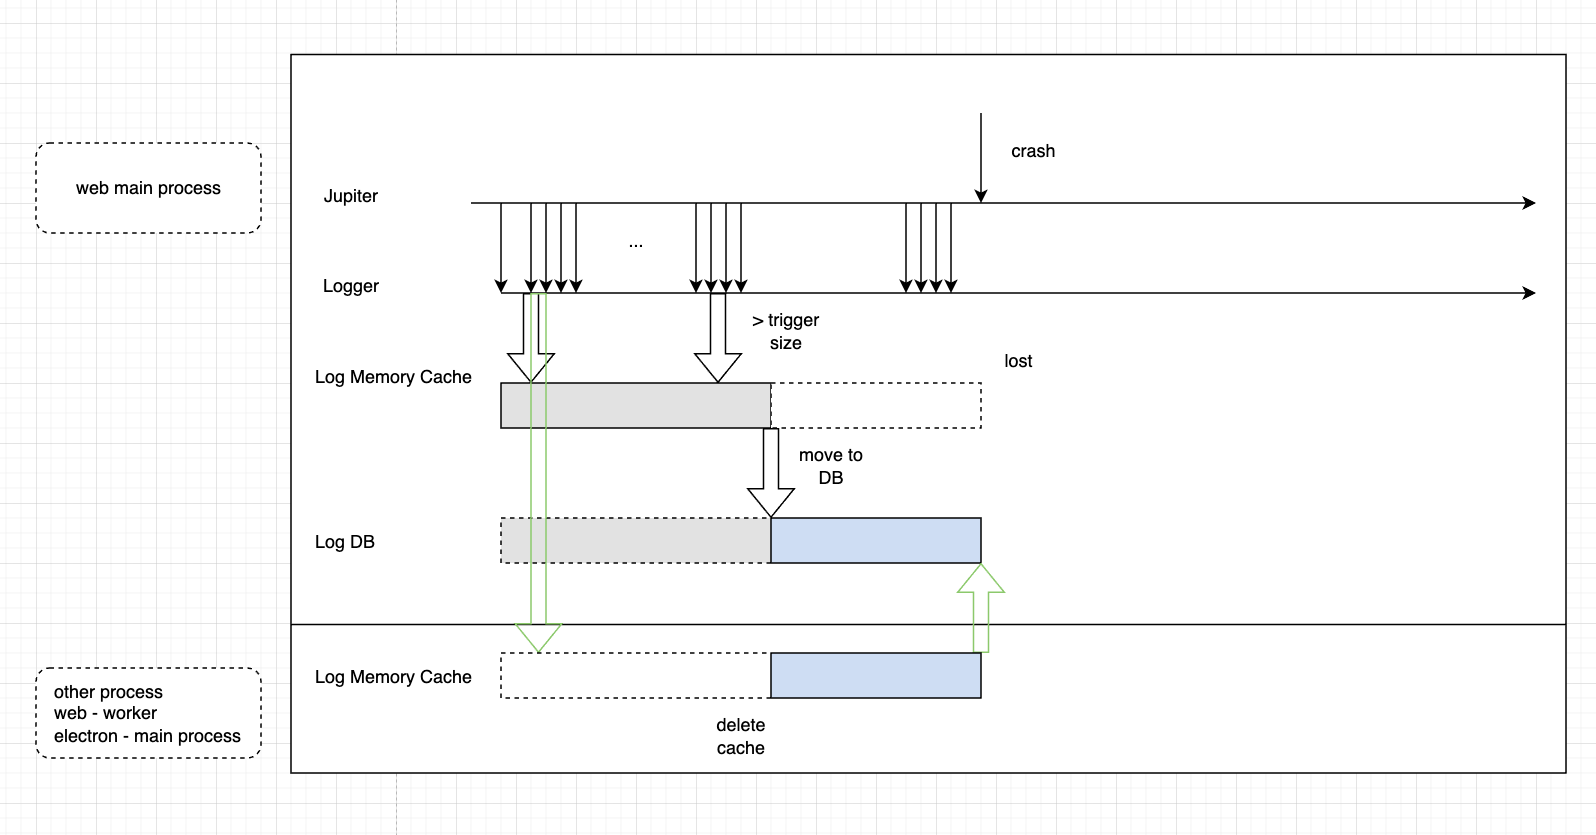 crash
web main process
Jupiter
...
Logger
> trigger
size
lost
Log Memory Cache
move to
DB
Log DB
Log Memory Cache
other process
web - worker
electron - main process
delete
cache